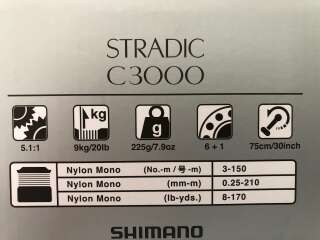 STRADIC
C3000
kg
g
5.1:1 9kg/20lb 225g/7.9oz 6 + 1 75cm/30inch
Nylon Mono (No.-m / 号 -m) 3-150
Nylon Mono (mm-m) 0.25-210
Nylon Mono (lb-yds.) 8-170
SHIMANO